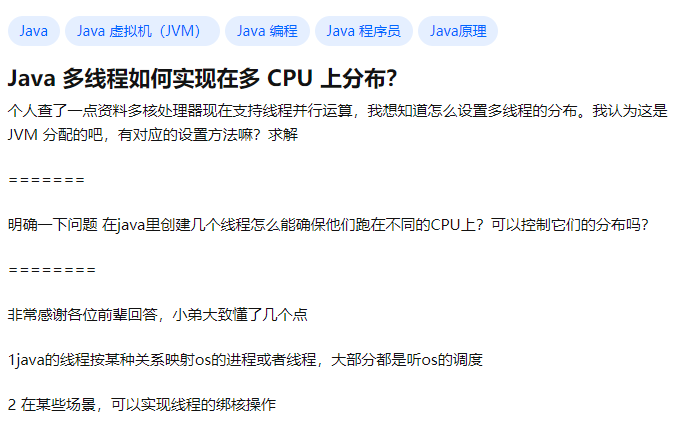 Java
Java 虚拟机（JVM）
Java 编程
Java 程序员
Java原理
Java 多线程如何实现在多 CPU 上分布？
个人查了一点资料多核处理器现在支持线程并行运算，我想知道怎么设置多线程的分布。我认为这是
JVM 分配的吧，有对应的设置方法嘛？求解
=======
明确一下问题 在java里创建几个线程怎么能确保他们跑在不同的CPU上？可以控制它们的分布吗？
========
非常感谢各位前辈回答，小弟大致懂了几个点
1java的线程按某种关系映射os的进程或者线程，大部分都是听os的调度
2 在某些场景，可以实现线程的绑核操作